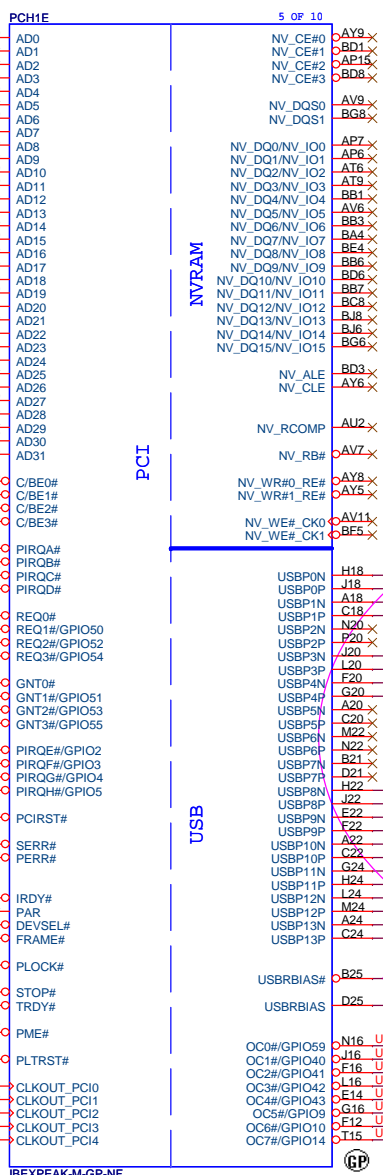 PCH1E 5 OF 10
AD0 NV_CE#0 AY9
AD1 NV_CE#1 BD1
AD2 NV_CE#2 AP15
AD3 NV_CE#3 BD8
AD4
AD5 NV_DQS0 AV9
AD6 NV_DQS1 BG8
AD7
AD8 NV_DQ0/NV_IO0 AP7
AD9 NV_DQ1/NV_IO1 AP6
AD10 NV_DQ2/NV_IO2 AT6
AD11 NV_DQ3/NV_IO3 AT9
AD12 NV_DQ4/NV_IO4 BB1
AD13 NV_DQ5/NV_IO5 AV6
AD14 NV_DQ6/NV_IO6 BB3
AD15 NV_DQ7/NV_IO7 BA4
AD16 NV_DQ8/NV_IO8 BE4
AD17 NV_DQ9/NV_IO9 BB6
AD18 NV_DQ10/NV_IO10 BD6
AD19 NV_DQ11/NV_IO11 BB7
AD20 NV_DQ12/NV_IO12 BC8
AD21 NV_DQ13/NV_IO13 BJ8
AD22 NV_DQ14/NV_IO14 BJ6
AD23 NV_DQ15/NV_IO15 BG6
AD24
AD25 NV_ALE BD3
AD26 NV_CLE AY6
AD27
AD28
AD29 NV_RCOMP AU2
AD30
AD31 NV_RB# AV7
NVRAM
PCI
C/BE0# NV_WR#0_RE# AY8
C/BE1# NV_WR#1_RE# AY5
C/BE2#
C/BE3# NV_WE#_CK0 AV11
NV_WE#_CK1 BF5
PIRQA#
PIRQB#
PIRQC# USBP0N H18
PIRQD# USBP0P J18
USBP1N A18
REQ0# USBP1P C18
REQ1#/GPIO50 USBP2N N20
REQ2#/GPIO52 USBP2P P20
REQ3#/GPIO54 USBP3N J20
USBP3P L20
GNT0# USBP4N F20
GNT1#/GPIO51 USBP4P G20
GNT2#/GPIO53 USBP5N A20
GNT3#/GPIO55 USBP5P C20
USBP6N M22
PIRQE#/GPIO2 USBP6P N22
PIRQF#/GPIO3 USBP7N B21
PIRQG#/GPIO4 USBP7P D21
PIRQH#/GPIO5 USBP8N H22
USBP8P J22
PCIRST# USBP9N E22
USBP9P F22
SERR# USBP10N A22
PERR# USBP10P C22
USBP11N G24
USBP11P H24
IRDY# USBP12N L24
PAR USBP12P M24
DEVSEL# USBP13N A24
FRAME# USBP13P C24
USB
PLOCK#
USBRBIAS# B25
STOP#
TRDY# USBRBIAS D25
PME#
OC0#/GPIO59 N16
PLTRST# OC1#/GPIO40 J16
OC2#/GPIO41 F16
CLKOUT_PCI0 OC3#/GPIO42 L16
CLKOUT_PCI1 OC4#/GPIO43 E14
CLKOUT_PCI2 OC5#/GPIO9 G16
CLKOUT_PCI3 OC6#/GPIO10 F12
CLKOUT_PCI4 OC7#/GPIO14 T15
GP
IBEXPEAK-M-GP-NF